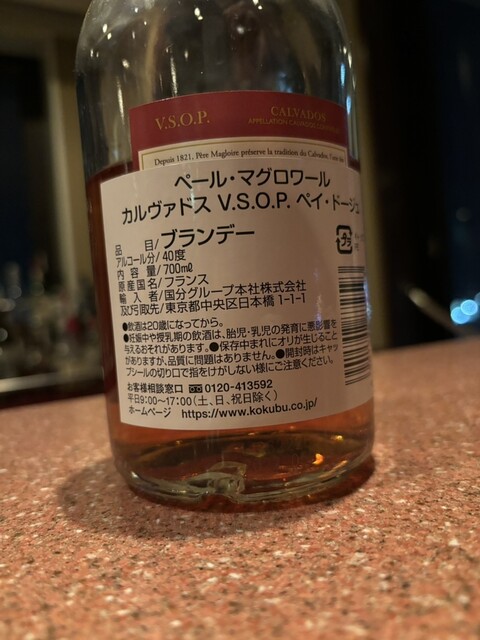 V.S.O.P.
CALVADOS
Depuis 1821, Père Magloire préserve la tradition du Calvados.
ペール・マグロワール
カルヴァドス V.S.O.P. ペイ・ドージュ
品目/ブランデー
アルコール分/40度
内容量/700mℓ
原産国名/フランス
輸入者/国分グループ本社株式会社
及び引取先/東京都中央区日本橋1-1-1
●飲酒は20歳になってから。
●妊娠中や授乳期の飲酒は、胎児・乳児の発育に悪影響を
与えるおそれがあります。●保存中まれにオリが生じること
がありますが、品質に問題はありません。●開封時はキャッ
プシールの切り口で指をけがしない様にご注意ください。
お客様相談窓口 0120-413592
平日9:00~17:00(土、日、祝日除く)
ホームページ https://www.kokubu.co.jp/
プラ